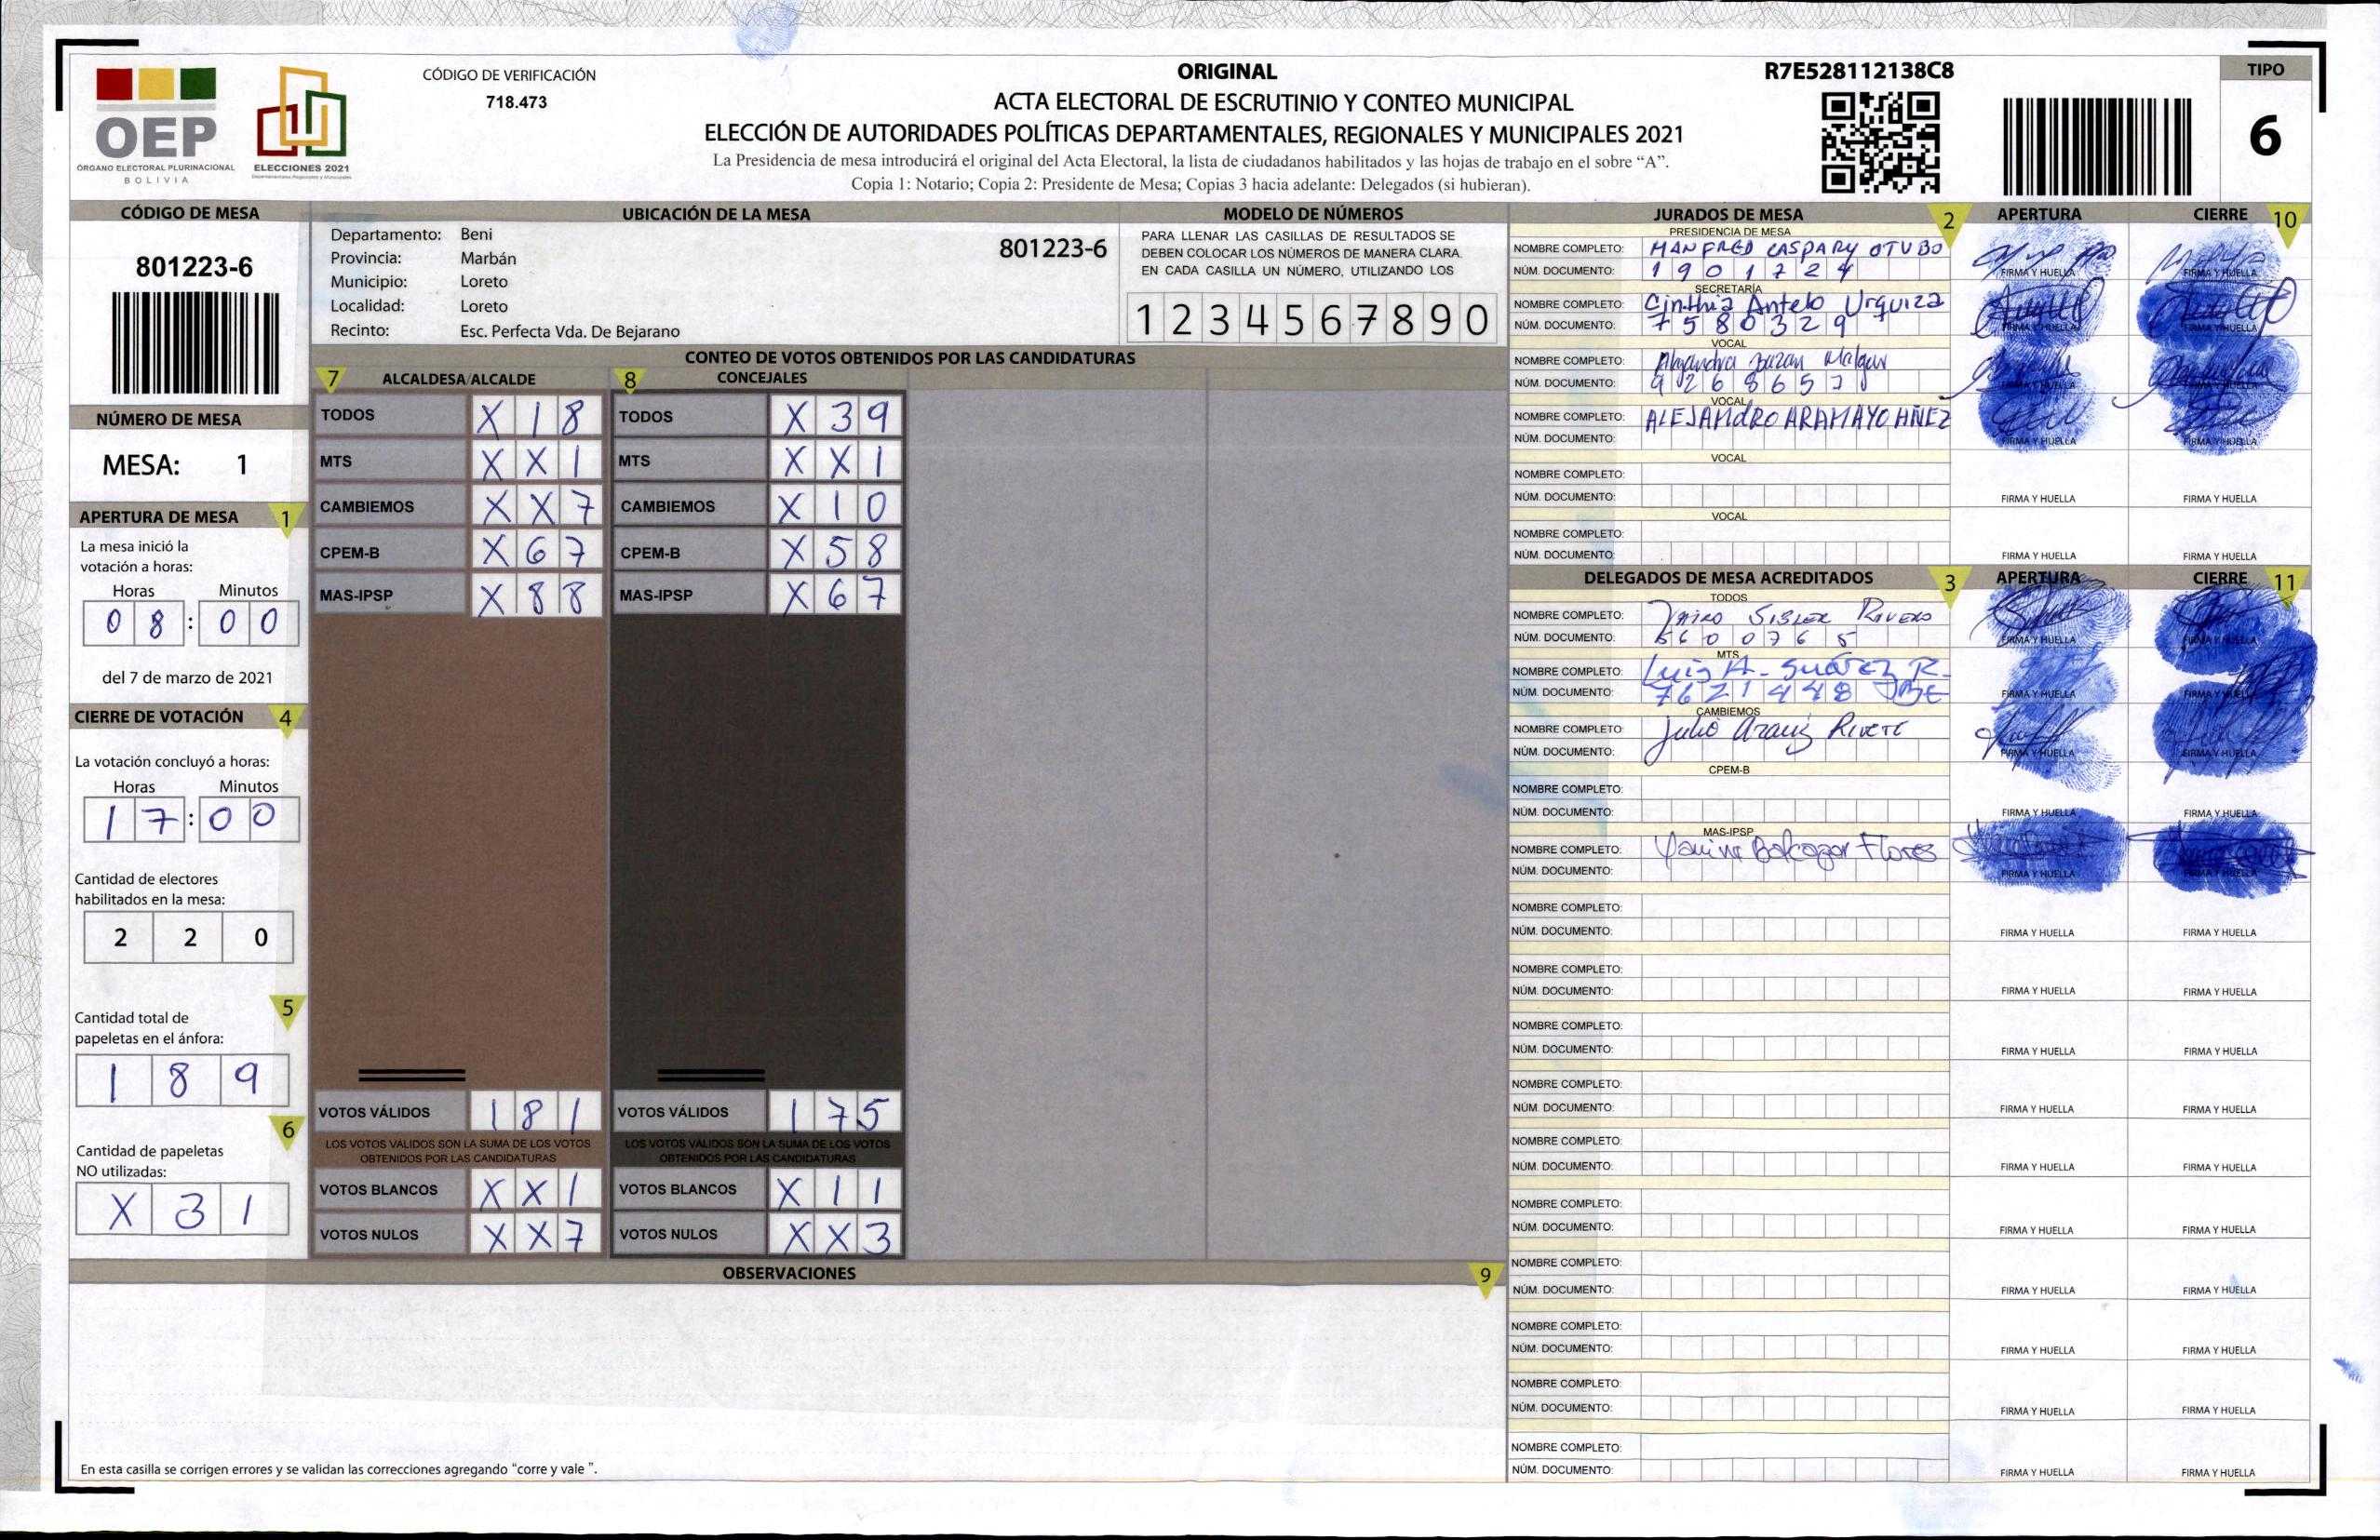 OEP
ÓRGANO ELECTORAL PLURINACIONAL
BOLIVIA
ELECCIONES 2021
CÓDIGO DE VERIFICACIÓN
718.473
ORIGINAL
ACTA ELECTORAL DE ESCRUTINIO Y CONTEO MUNICIPAL
ELECCIÓN DE AUTORIDADES POLÍTICAS DEPARTAMENTALES, REGIONALES Y MUNICIPALES 2021
La Presidencia de mesa introducirá el original del Acta Electoral, la lista de ciudadanos habilitados y las hojas de trabajo en el sobre “A”.
Copia 1: Notario; Copia 2: Presidente de Mesa; Copias 3 hacia adelante: Delegados (si hubieran).
R7E528112138C8
TIPO
6
CÓDIGO DE MESA
801223-6
NÚMERO DE MESA
MESA: 1
APERTURA DE MESA 1
La mesa inició la
votación a horas:
Horas Minutos
0 8 : 0 0
del 7 de marzo de 2021
CIERRE DE VOTACIÓN 4
La votación concluyó a horas:
Horas Minutos
1 7 : 0 0
Cantidad de electores
habilitados en la mesa:
2 2 0
5
Cantidad total de
papeletas en el ánfora:
1 8 9
6
Cantidad de papeletas
NO utilizadas:
X 3 1
UBICACIÓN DE LA MESA
Departamento: Beni
801223-6
Provincia: Marbán
Municipio: Loreto
Localidad: Loreto
Recinto: Esc. Perfecta Vda. De Bejarano
MODELO DE NÚMEROS
PARA LLENAR LAS CASILLAS DE RESULTADOS SE
DEBEN COLOCAR LOS NÚMEROS DE MANERA CLARA.
EN CADA CASILLA UN NÚMERO, UTILIZANDO LOS
1 2 3 4 5 6 7 8 9 0
CONTEO DE VOTOS OBTENIDOS POR LAS CANDIDATURAS
7 ALCALDESA/ALCALDE
TODOS X 1 8
MTS X X 1
CAMBIEMOS X X 7
CPEM-B X 6 7
MAS-IPSP X 8 8
VOTOS VÁLIDOS 1 8 1
LOS VOTOS VÁLIDOS SON LA SUMA DE LOS VOTOS
OBTENIDOS POR LAS CANDIDATURAS
VOTOS BLANCOS X X 1
VOTOS NULOS X X 7
8 CONCEJALES
TODOS X 3 9
MTS X X 1
CAMBIEMOS X 1 0
CPEM-B X 5 8
MAS-IPSP X 6 7
VOTOS VÁLIDOS 1 7 5
LOS VOTOS VÁLIDOS SON LA SUMA DE LOS VOTOS
OBTENIDOS POR LAS CANDIDATURAS
VOTOS BLANCOS X 1 1
VOTOS NULOS X X 3
OBSERVACIONES 9
En esta casilla se corrigen errores y se validan las correcciones agregando “corre y vale ”.
JURADOS DE MESA 2 APERTURA CIERRE 10
PRESIDENCIA DE MESA
NOMBRE COMPLETO: MANFRED CASPARY OTUBO
NÚM. DOCUMENTO: 1 9 0 1 7 2 4
FIRMA Y HUELLA FIRMA Y HUELLA
SECRETARÍA
NOMBRE COMPLETO: Cinthia Antelo Urquiza
NÚM. DOCUMENTO: 7 5 8 0 3 2 9
FIRMA Y HUELLA FIRMA Y HUELLA
VOCAL
NOMBRE COMPLETO: Alejandra Bazan
NÚM. DOCUMENTO:
FIRMA Y HUELLA FIRMA Y HUELLA
VOCAL
NOMBRE COMPLETO: ALEJANDRO ARAMAYO AÑEZ
NÚM. DOCUMENTO:
FIRMA Y HUELLA FIRMA Y HUELLA
VOCAL
NOMBRE COMPLETO:
NÚM. DOCUMENTO:
FIRMA Y HUELLA FIRMA Y HUELLA
VOCAL
NOMBRE COMPLETO:
NÚM. DOCUMENTO:
FIRMA Y HUELLA FIRMA Y HUELLA
DELEGADOS DE MESA ACREDITADOS 3 APERTURA CIERRE 11
TODOS
NOMBRE COMPLETO: Jairo Sisler Rivero
NÚM. DOCUMENTO: 5 6 0 0 7 6 5
FIRMA Y HUELLA FIRMA Y HUELLA
MTS
NOMBRE COMPLETO: Luis A. Suárez R.
NÚM. DOCUMENTO: 7 6 2 1 4 4 8
FIRMA Y HUELLA FIRMA Y HUELLA
CAMBIEMOS
NOMBRE COMPLETO: Julio Arauz
NÚM. DOCUMENTO:
FIRMA Y HUELLA FIRMA Y HUELLA
CPEM-B
NOMBRE COMPLETO:
NÚM. DOCUMENTO:
FIRMA Y HUELLA FIRMA Y HUELLA
MAS-IPSP
NOMBRE COMPLETO: Balcazar Flores
NÚM. DOCUMENTO:
FIRMA Y HUELLA FIRMA Y HUELLA
NOMBRE COMPLETO:
NÚM. DOCUMENTO:
FIRMA Y HUELLA FIRMA Y HUELLA
NOMBRE COMPLETO:
NÚM. DOCUMENTO:
FIRMA Y HUELLA FIRMA Y HUELLA
NOMBRE COMPLETO:
NÚM. DOCUMENTO:
FIRMA Y HUELLA FIRMA Y HUELLA
NOMBRE COMPLETO:
NÚM. DOCUMENTO:
FIRMA Y HUELLA FIRMA Y HUELLA
NOMBRE COMPLETO:
NÚM. DOCUMENTO:
FIRMA Y HUELLA FIRMA Y HUELLA
NOMBRE COMPLETO:
NÚM. DOCUMENTO:
FIRMA Y HUELLA FIRMA Y HUELLA
NOMBRE COMPLETO:
NÚM. DOCUMENTO:
FIRMA Y HUELLA FIRMA Y HUELLA
NOMBRE COMPLETO:
NÚM. DOCUMENTO:
FIRMA Y HUELLA FIRMA Y HUELLA
NOMBRE COMPLETO:
NÚM. DOCUMENTO:
FIRMA Y HUELLA FIRMA Y HUELLA
NOMBRE COMPLETO:
NÚM. DOCUMENTO:
FIRMA Y HUELLA FIRMA Y HUELLA